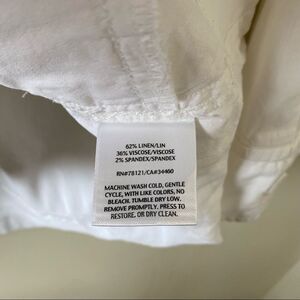 62% LINEN/LIN
36% VISCOSE/VISCOSE
2% SPANDEX/SPANDEX
RN#78121/CA#34460
MACHINE WASH COLD, GENTLE
CYCLE, WITH LIKE COLORS, NO
BLEACH. TUMBLE DRY LOW.
REMOVE PROMPTLY. PRESS TO
RESTORE. OR DRY CLEAN.